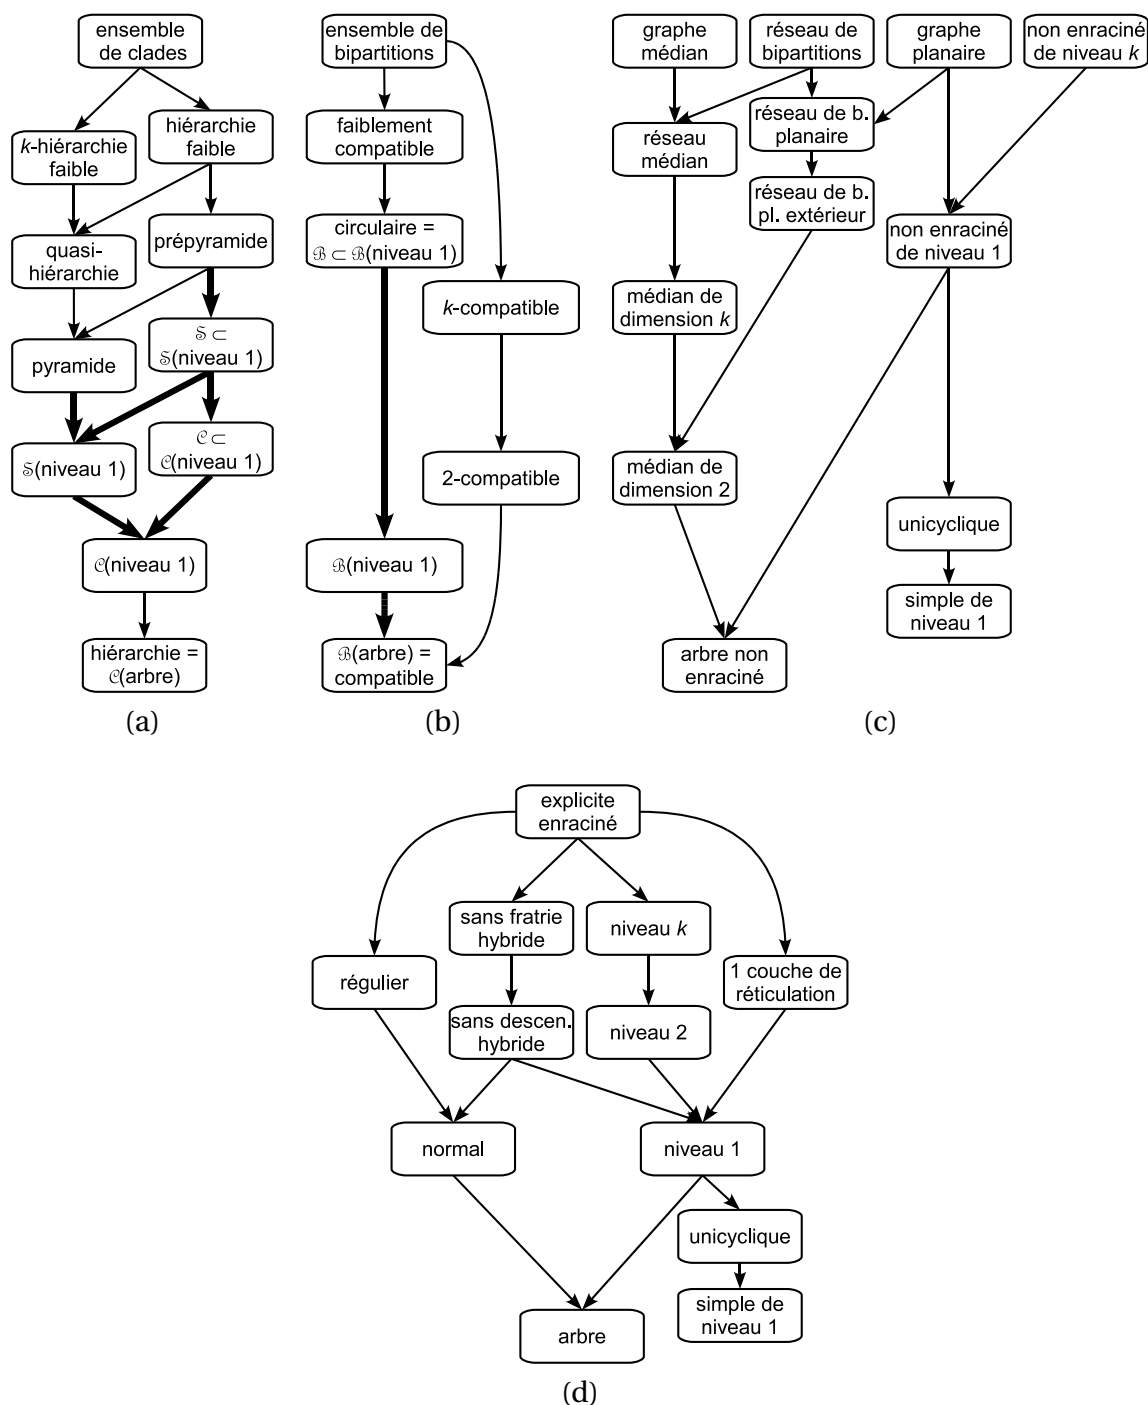 ensemble
de clades
k-hiérarchie
faible
hiérarchie
faible
quasi-
hiérarchie
prépyramide
pyramide
𝒮 ⊂
𝒮(niveau 1)
𝒮(niveau 1)
𝒞 ⊂
𝒞(niveau 1)
𝒞(niveau 1)
hiérarchie =
𝒞(arbre)
(a)
ensemble de
bipartitions
faiblement
compatible
circulaire =
ℬ ⊂ ℬ(niveau 1)
k-compatible
2-compatible
ℬ(niveau 1)
ℬ(arbre) =
compatible
(b)
graphe
médian
réseau de
bipartitions
graphe
planaire
non enraciné
de niveau k
réseau
médian
réseau de b.
planaire
réseau de b.
pl. extérieur
non enraciné
de niveau 1
médian de
dimension k
médian de
dimension 2
unicyclique
simple de
niveau 1
arbre non
enraciné
(c)
explicite
enraciné
sans fratrie
hybride
niveau k
régulier
1 couche de
réticulation
sans descen.
hybride
niveau 2
normal
niveau 1
unicyclique
simple de
niveau 1
arbre
(d)